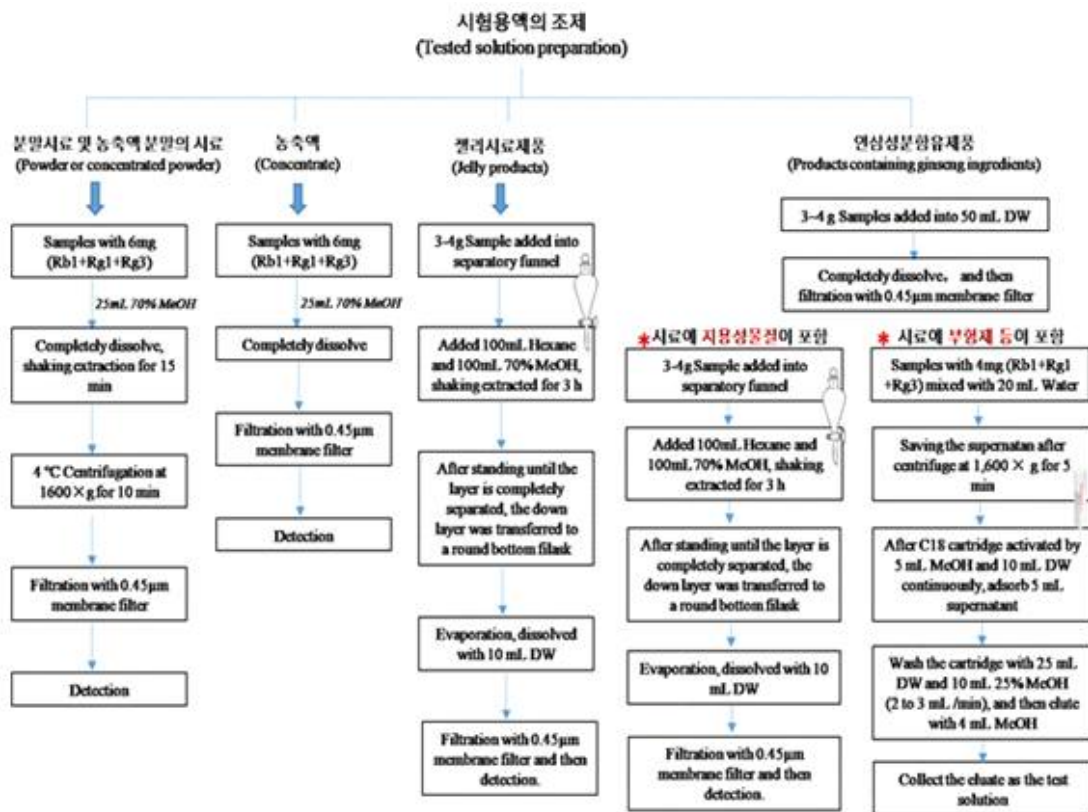 시험용액의 조제
(Tested solution preparation)
분말시료 및 농축액 분말의 시료
(Powder or concentrated powder)
Samples with 6mg
(Rb1+Rg1+Rg3)
25mL 70% MeOH
Completely dissolve,
shaking extraction for 15
min
4 ℃ Centrifugation at
1600×g for 10 min
Filtration with 0.45μm
membrane filter
Detection
농축액
(Concentrate)
Samples with 6mg
(Rb1+Rg1+Rg3)
25mL 70% MeOH
Completely dissolve
Filtration with 0.45μm
membrane filter
Detection
젤리시료제품
(Jelly products)
3-4g Sample added into
separatory funnel
Added 100mL Hexane
and 100mL 70% MeOH,
shaking extracted for 3 h
After standing until the
layer is completely
separated, the down
layer was transferred to
a round bottom filask
Evaporation, dissolved
with 10 mL DW
Filtration with 0.45μm
membrane filter and then
detection.
인삼성분함유제품
(Products containing ginseng ingredients)
3~4 g Samples added into 50 mL DW
Completely dissolve, and then
filtration with 0.45μm membrane filter
* 시료에 지용성물질이 포함
3-4g Sample added into
separatory funnel
Added 100mL Hexane and
100mL 70% MeOH, shaking
extracted for 3 h
After standing until the layer is
completely separated, the
down layer was transferred to
a round bottom filask
Evaporation, dissolved with 10
mL DW
Filtration with 0.45μm
membrane filter and then
detection.
* 시료에 부형제 등이 포함
Samples with 4mg (Rb1+Rg1
+Rg3) mixed with 20 mL Water
Saving the supernatan after
centrifuge at 1,600 × g for 5
min
After C18 cartridge activated by
5 mL MeOH and 10 mL DW
continuously, adsorb 5 mL
supernatant
Wash the cartridge with 25 mL
DW and 10 mL 25% MeOH
(2 to 3 mL /min), and then elute
with 4 mL MeOH
Collect the eluate as the test
solution